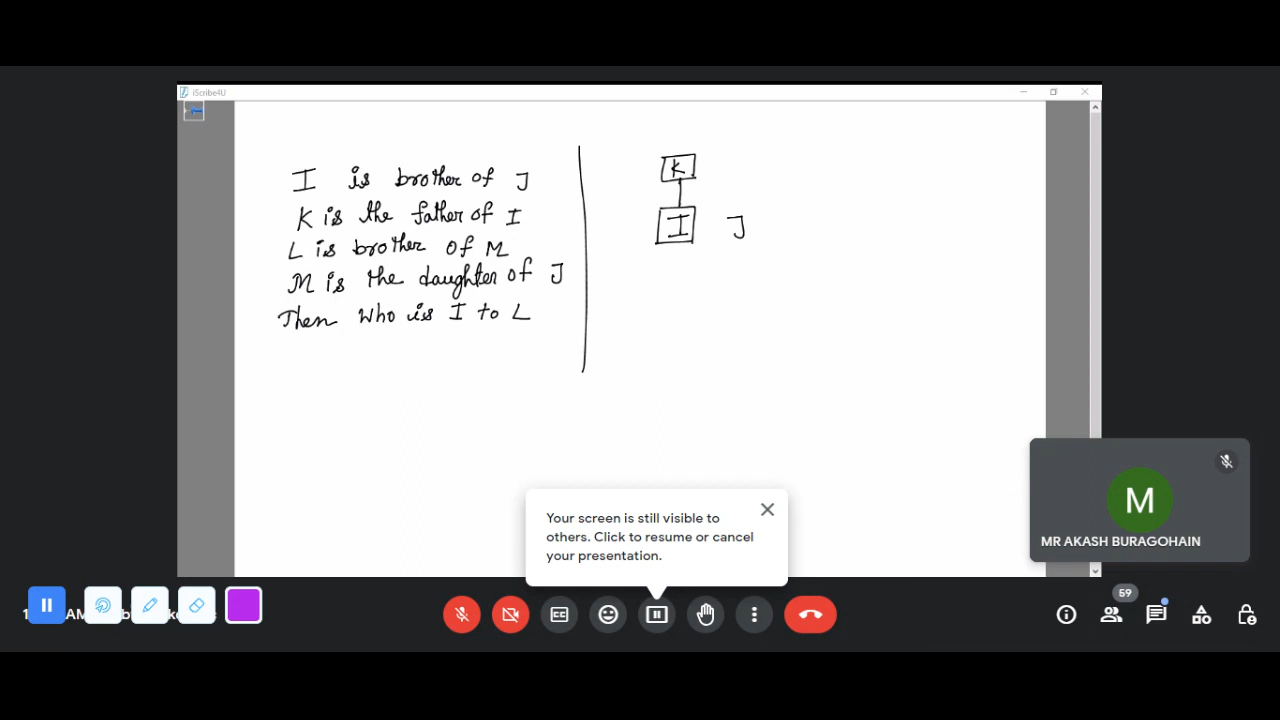 iScribe4U
I is brother of J
K is the father of I
L is brother of M
M is the daughter of J
Then Who is I to L
K
I J
Your screen is still visible to
others. Click to resume or cancel
your presentation.
M
MR AKASH BURAGOHAIN
59